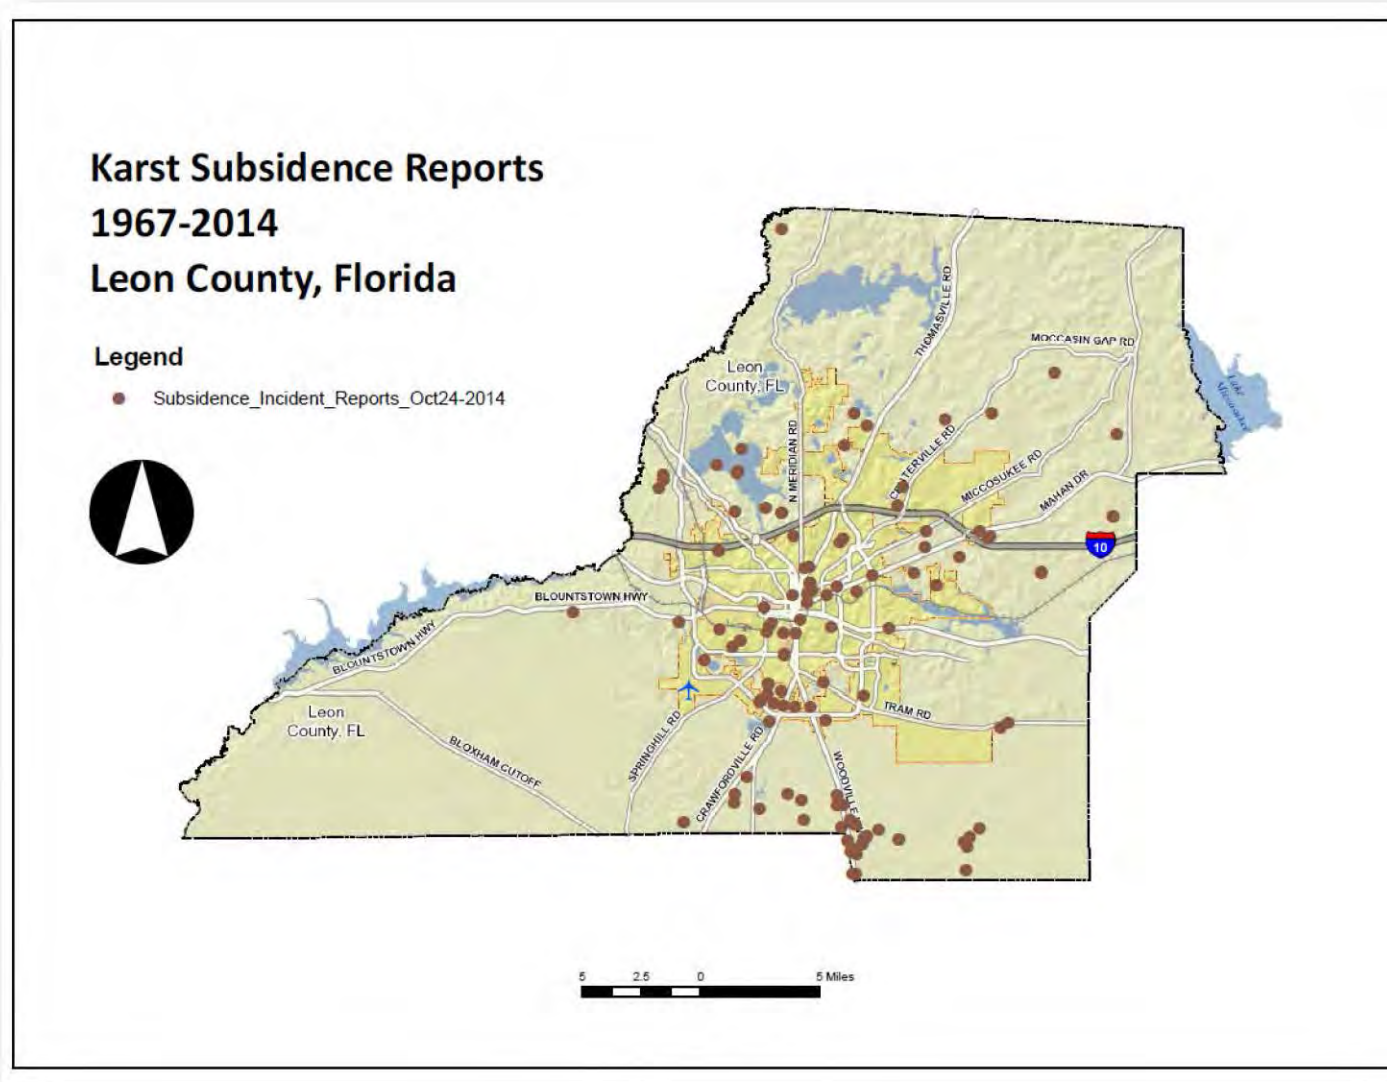 Karst Subsidence Reports
1967-2014
Leon County, Florida
Legend
Subsidence_Incident_Reports_Oct24-2014
THOMASVILLE RD
MOCCASIN GAP RD
Leon
County, FL
Lake
Miccosukee
N MERIDIAN RD
CENTERVILLE RD
MICCOSUKEE RD
MAHAN DR
10
BLOUNTSTOWN HWY
BLOUNTSTOWN HWY
Leon
County, FL
BLOXHAM CUTOFF
SPRINGHILL RD
CRAWFORDVILLE RD
WOODVILLE
TRAM RD
5 2.5 0 5 Miles